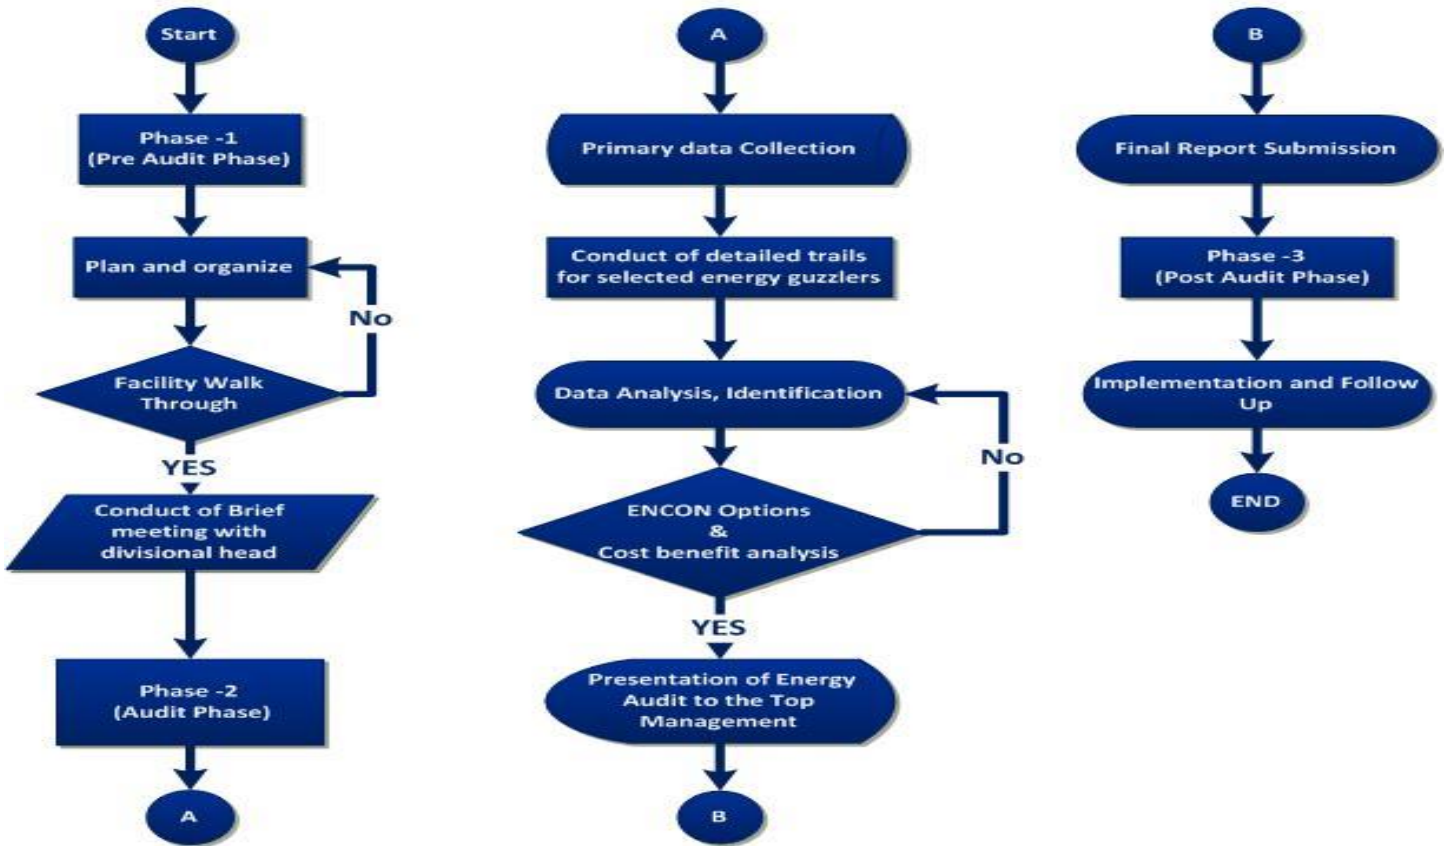 Start
Phase -1
(Pre Audit Phase)
Plan and organize
No
Facility Walk
Through
YES
Conduct of Brief
meeting with
divisional head
Phase -2
(Audit Phase)
A
A
Primary data Collection
Conduct of detailed trails
for selected energy guzzlers
Data Analysis, Identification
No
ENCON Options
&
Cost benefit analysis
YES
Presentation of Energy
Audit to the Top
Management
B
B
Final Report Submission
Phase -3
(Post Audit Phase)
Implementation and Follow
Up
END